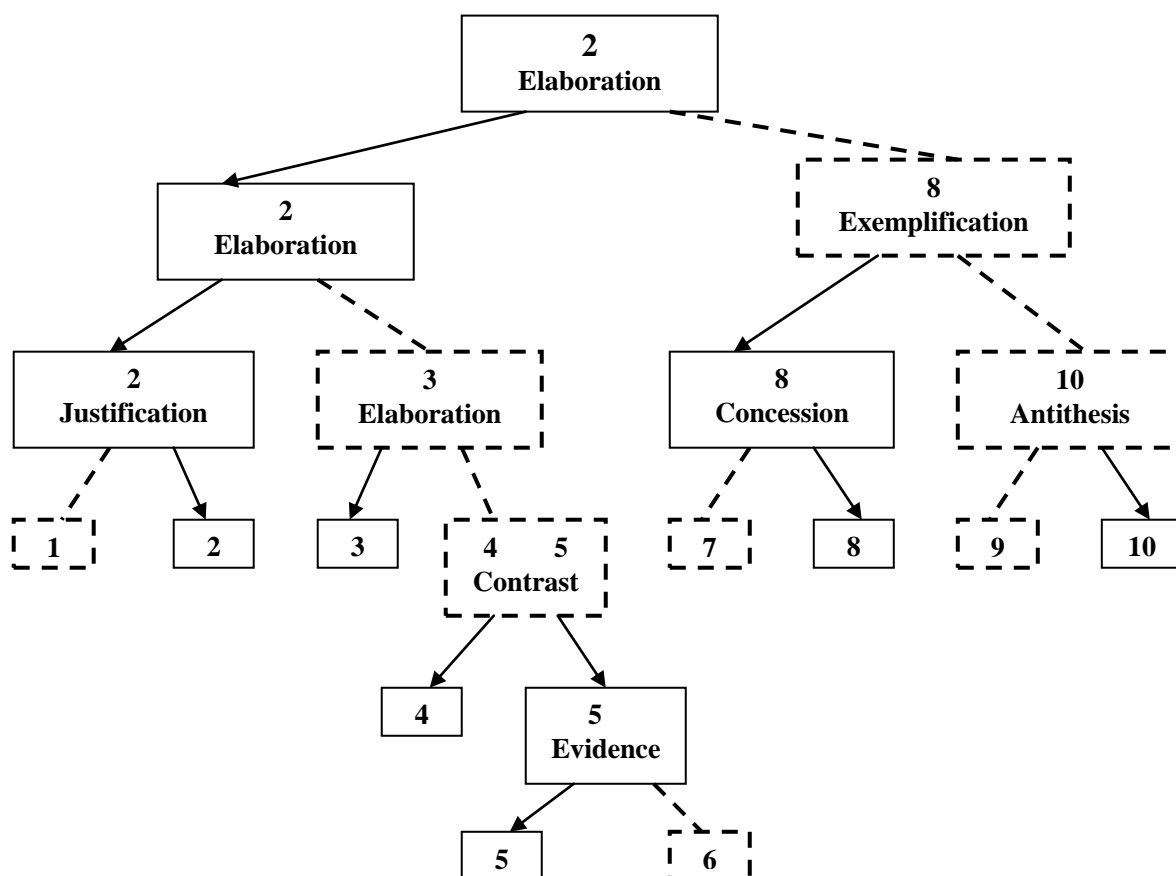 2
Elaboration
2
Elaboration
8
Exemplification
2
Justification
3
Elaboration
8
Concession
10
Antithesis
1
2
3
4 5
Contrast
7
8
9
10
4
5
Evidence
5
6